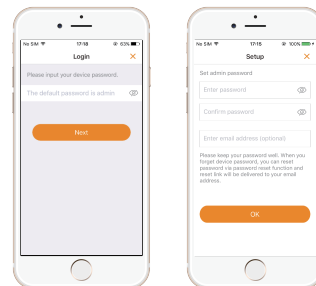 No SIM 17:18 63%
Login
Please input your device password.
The default password is admin
Next
No SIM 17:16 100%
Setup
Set admin password
Enter password
Confirm password
Enter email address (optional)
Please keep your password well. When you
forget device password, you can reset
password via password reset function and
reset link will be delivered to your email
address.
OK